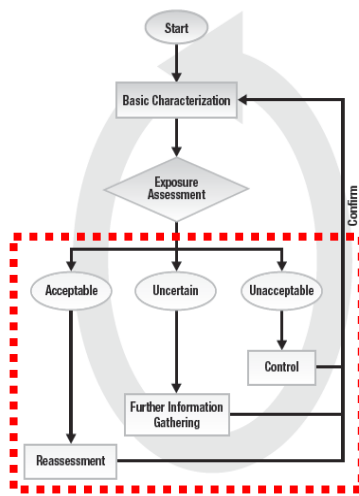 Start
Basic Characterization
Exposure
Assessment
Confirm
Acceptable
Uncertain
Unacceptable
Control
Further Information
Gathering
Reassessment